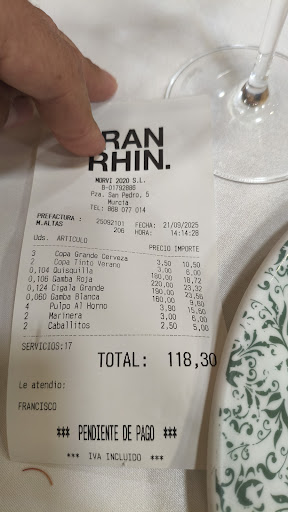 RAN
RHIN.
MORVI 2020 S.L.
B-01792886
Pza. San Pedro, 5
Murcia
TEL: 868 077 014
PREFACTURA : 25092101 FECHA: 21/09/2025
M.ALTAS 206 HORA: 14:14:28
Uds. ARTICULO PRECIO IMPORTE
3 Copa Grande Cerveza 3,50 10,50
2 Copa Tinto Verano 3,00 6,00
0,104 Quisquilla 180,00 18,72
0,106 Gamba Roja 220,00 23,32
0,124 Cigala Grande 190,00 23,56
0,060 Gamba Blanca 160,00 9,60
4 Pulpo Al Horno 3,90 15,60
2 Marinera 3,00 6,00
2 Caballitos 2,50 5,00
SERVICIOS:17
TOTAL: 118,30
Le atendio:
FRANCISCO
*** PENDIENTE DE PAGO ***
*** IVA INCLUIDO ***